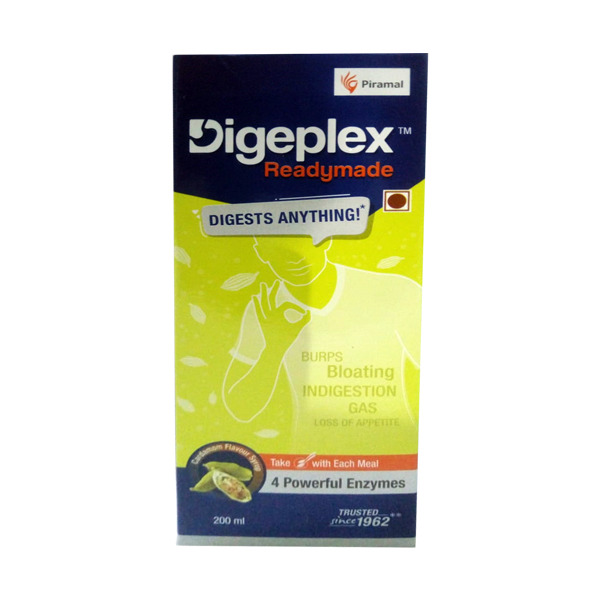 Piramal
Digeplex™
Readymade
DIGESTS ANYTHING!*
BURPS
Bloating
INDIGESTION
GAS
LOSS OF APPETITE
Cardamom Flavour Syrup
Take with Each Meal
4 Powerful Enzymes
200 ml
TRUSTED
since 1962**